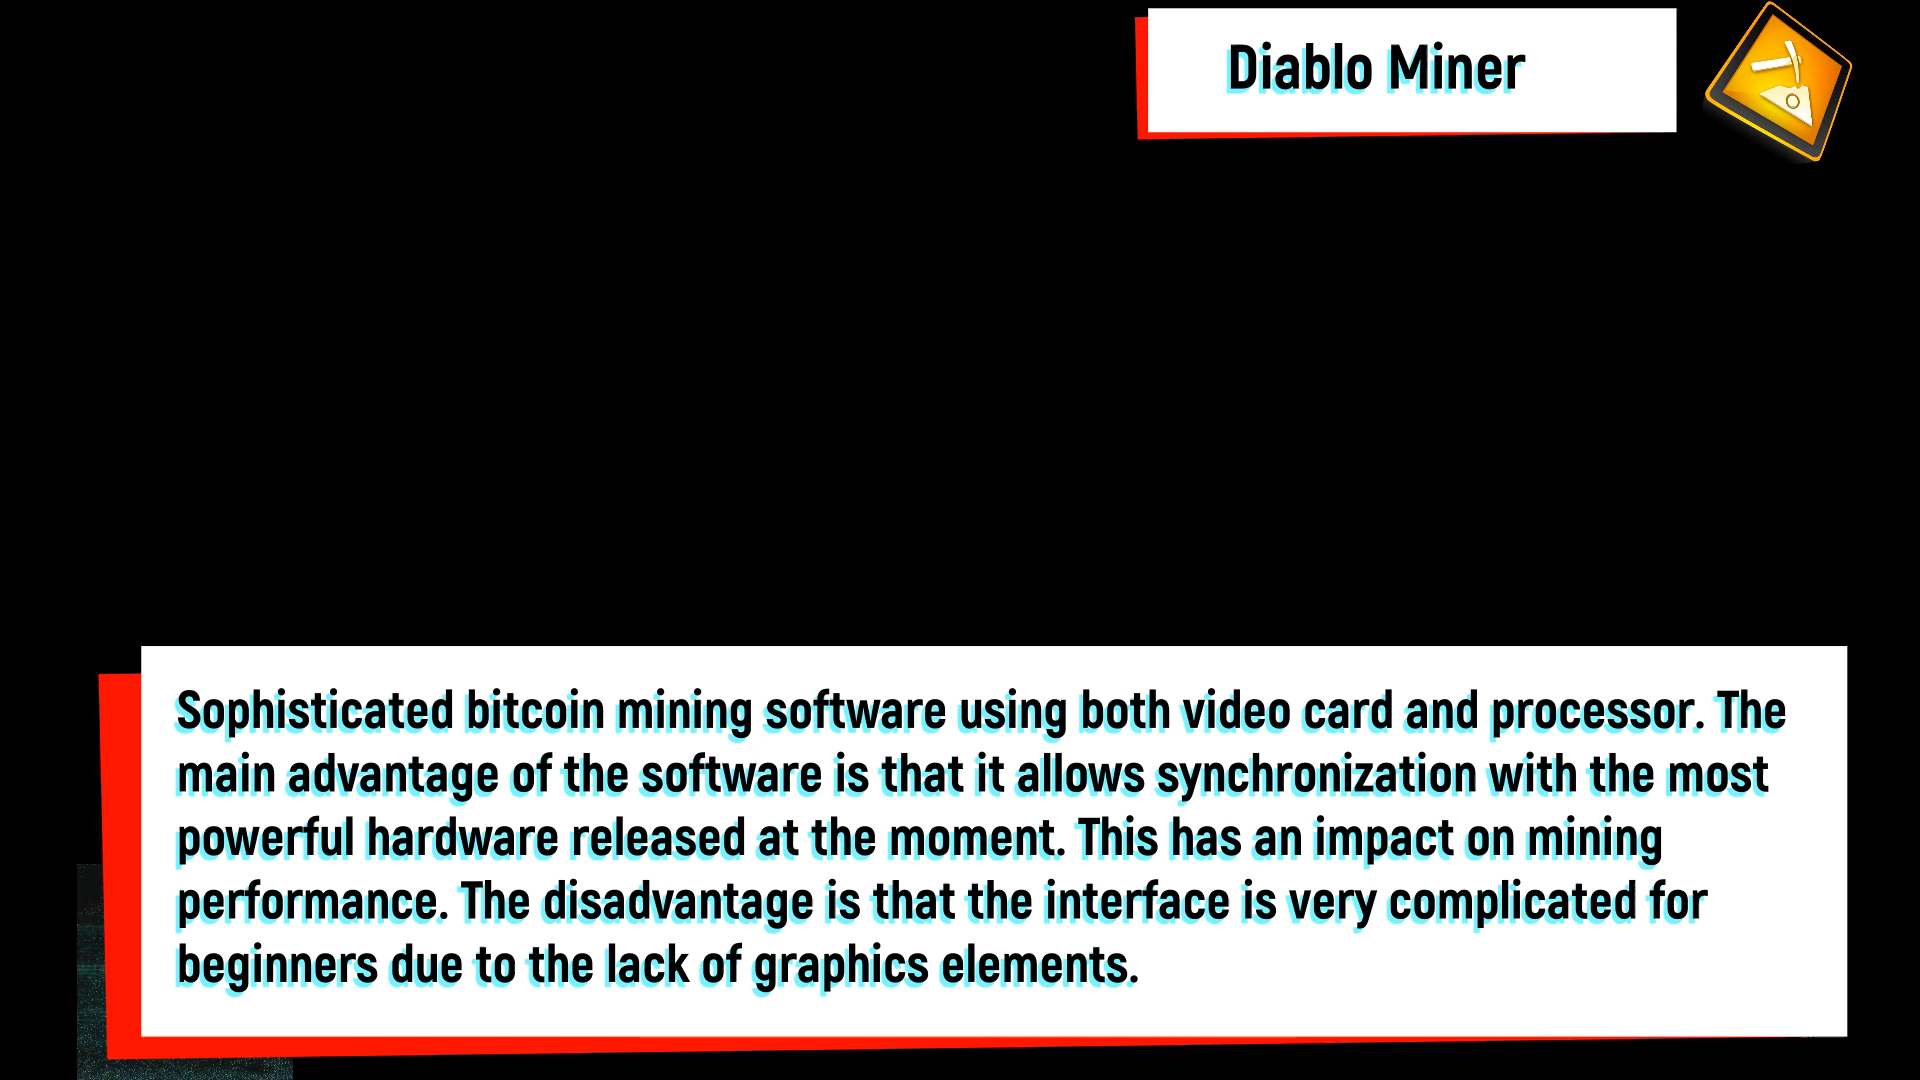 Diablo Miner
Sophisticated bitcoin mining software using both video card and processor. The
main advantage of the software is that it allows synchronization with the most
powerful hardware released at the moment. This has an impact on mining
performance. The disadvantage is that the interface is very complicated for
beginners due to the lack of graphics elements.